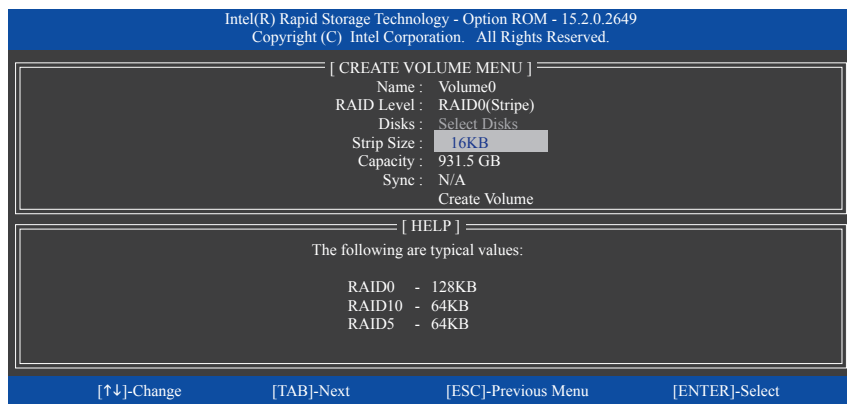 Intel(R) Rapid Storage Technology - Option ROM - 15.2.0.2649
Copyright (C) Intel Corporation. All Rights Reserved.
[ CREATE VOLUME MENU ]
Name : Volume0
RAID Level : RAID0(Stripe)
Disks : Select Disks
Strip Size : 16KB
Capacity : 931.5 GB
Sync : N/A
Create Volume
[ HELP ]
The following are typical values:
RAID0 - 128KB
RAID10 - 64KB
RAID5 - 64KB
[↑↓]-Change [TAB]-Next [ESC]-Previous Menu [ENTER]-Select